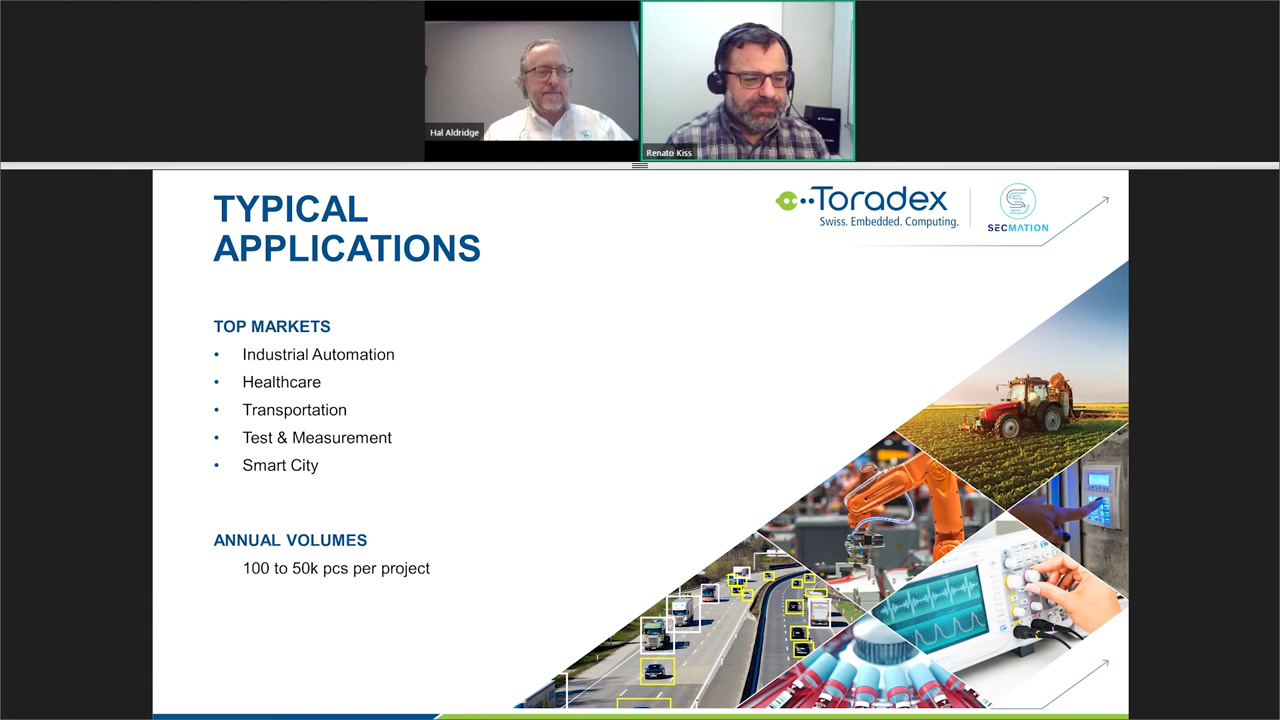 Hal Aldridge
Renato Kiss
TYPICAL
APPLICATIONS
Toradex
Swiss. Embedded. Computing.
SECMATION
TOP MARKETS
• Industrial Automation
• Healthcare
• Transportation
• Test & Measurement
• Smart City
ANNUAL VOLUMES
100 to 50k pcs per project